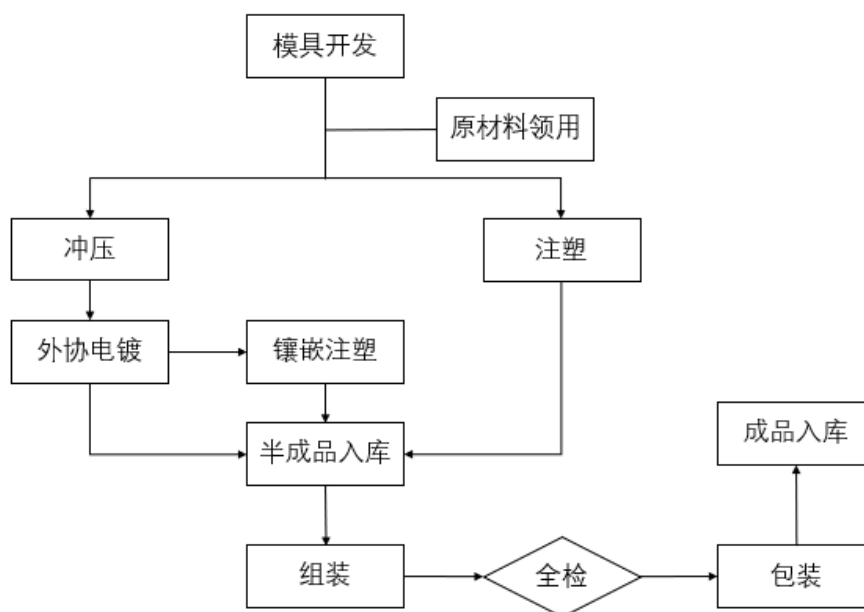 模具开发
原材料领用
冲压
注塑
外协电镀
镶嵌注塑
半成品入库
成品入库
组装
全检
包装